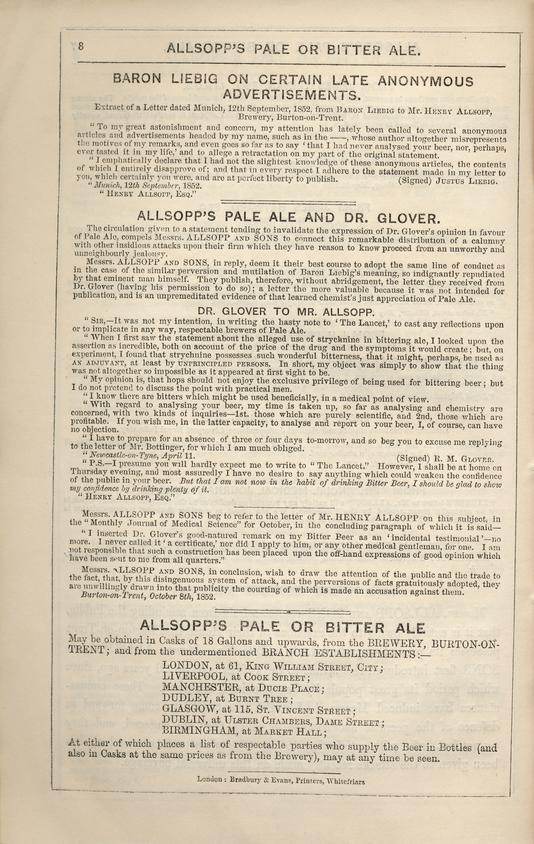 8
ALLSOPP'S PALE OR BITTER ALE.
BARON LIEBIG ON CERTAIN LATE ANONYMOUS
ADVERTISEMENTS.
Extract of a Letter dated Munich, 12th September, 1852, from BARON LIEBIG to Mr. HENRY ALLSOPP,
Brewery, Burton-on-Trent.
"To my great astonishment and concern, my attention has lately been called to several anonymous
articles and advertisements headed by my name, such as in the ——, whose author altogether misrepresents
the motives of my remarks, and even goes so far as to say 'that I had never analysed your beer, nor, perhaps,
ever tasted it in my life,' and to allege a retractation on my part of the original statement.
"I emphatically declare that I had not the slightest knowledge of these anonymous articles, the contents
of which I entirely disapprove of; and that in every respect I adhere to the statement made in my letter to
you, which certainly you were, and are at perfect liberty to publish. (Signed) JUSTUS LIEBIG.
"Munich, 12th September, 1852.
"HENRY ALLSOPP, Esq."
ALLSOPP'S PALE ALE AND DR. GLOVER.
The circulation given to a statement tending to invalidate the expression of Dr. Glover's opinion in favour
of Pale Ale, compels Messrs. ALLSOPP AND SONS to connect this remarkable distribution of a calumny
with other insidious attacks upon their firm which they have reason to know proceed from an unworthy and
unneighbourly jealousy.
Messrs. ALLSOPP AND SONS, in reply, deem it their best course to adopt the same line of conduct as
in the case of the similar perversion and mutilation of Baron Liebig's meaning, so indignantly repudiated
by that eminent man himself. They publish, therefore, without abridgement, the letter they received from
Dr. Glover (having his permission to do so); a letter the more valuable because it was not intended for
publication, and is an unpremeditated evidence of that learned chemist's just appreciation of Pale Ale.
DR. GLOVER TO MR. ALLSOPP.
"SIR,—It was not my intention, in writing the hasty note to 'The Lancet,' to cast any reflections upon
or to implicate in any way, respectable brewers of Pale Ale.
"When I first saw the statement about the alleged use of strychnine in bittering ale, I looked upon the
assertion as incredible, both on account of the price of the drug and the symptoms it would create; but, on
experiment, I found that strychnine possesses such wonderful bitterness, that it might, perhaps, be used as
AN ADJUVANT, at least by UNPRINCIPLED PERSONS. In short, my object was simply to show that the thing
was not altogether so impossible as it appeared at first sight to be.
"My opinion is, that hops should not enjoy the exclusive privilege of being used for bittering beer; but
I do not pretend to discuss the point with practical men.
"I know there are bitters which might be used beneficially, in a medical point of view.
"With regard to analysing your beer, my time is taken up, so far as analysing and chemistry are
concerned, with two kinds of inquiries—1st. those which are purely scientific, and 2nd, those which are
profitable. If you wish me, in the latter capacity, to analyse and report on your beer, I, of course, can have
no objection.
"I have to prepare for an absence of three or four days to-morrow, and so beg you to excuse my replying
to the letter of Mr. Bottinger, for which I am much obliged.
"Newcastle-on-Tyne, April 11. (Signed) R. M. GLOVER.
"P.S.—I presume you will hardly expect me to write to "The Lancet." However, I shall be at home on
Thursday evening, and most assuredly I have no desire to say anything which could weaken the confidence
of the public in your beer. But that I am not now in the habit of drinking Bitter Beer, I should be glad to show
my confidence by drinking plenty of it.
"HENRY ALLSOPP, Esq."
Messrs. ALLSOPP AND SONS beg to refer to the letter of Mr. HENRY ALLSOPP on this subject, in
the "Monthly Journal of Medical Science" for October, in the concluding paragraph of which it is said—
"I inserted Dr. Glover's good-natured remark on my Bitter Beer as an 'incidental testimonial'—no
more. I never called it 'a certificate,' nor did I apply to him, or any other medical gentleman, for one. I am
not responsible that such a construction has been placed upon the off-hand expressions of good opinion which
have been sent to me from all quarters."
Messrs. ALLSOPP AND SONS, in conclusion, wish to draw the attention of the public and the trade to
the fact, that, by this disingenuous system of attack, and the perversions of facts gratuitously adopted, they
are unwillingly drawn into that publicity the courting of which is made an accusation against them.
Burton-on-Trent, October 8th, 1852.
ALLSOPP'S PALE OR BITTER ALE
May be obtained in Casks of 18 Gallons and upwards, from the BREWERY, BURTON-ON-
TRENT; and from the undermentioned BRANCH ESTABLISHMENTS:—
LONDON, at 61, KING WILLIAM STREET, CITY;
LIVERPOOL, at COOK STREET;
MANCHESTER, at DUCIE PLACE;
DUDLEY, at BURNT TREE;
GLASGOW, at 115, ST. VINCENT STREET;
DUBLIN, at ULSTER CHAMBERS, DAME STREET;
BIRMINGHAM, at MARKET HALL;
At either of which places a list of respectable parties who supply the Beer in Bottles (and
also in Casks at the same prices as from the Brewery), may at any time be seen.
London: Bradbury & Evans, Printers, Whitefriars